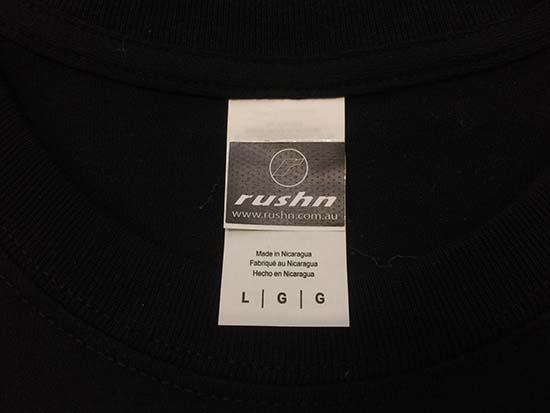 rushn
www.rushn.com.au
Made in Nicaragua
Fabriqué au Nicaragua
Hecho en Nicaragua
L | G | G